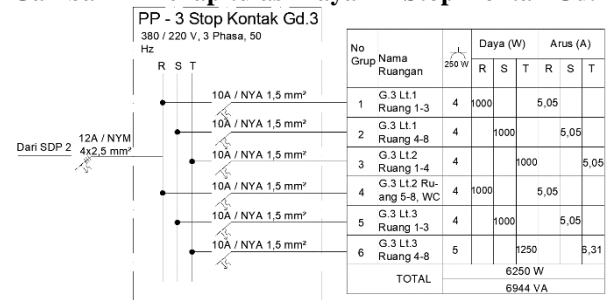 PP - 3 Stop Kontak Gd.3
380 / 220 V, 3 Phasa, 50
Hz
R S T
Dari SDP 2
12A / NYM
4x2,5 mm²
10A / NYA 1,5 mm²
10A / NYA 1,5 mm²
10A / NYA 1,5 mm²
10A / NYA 1,5 mm²
10A / NYA 1,5 mm²
10A / NYA 1,5 mm²
No Grup Nama Ruangan 250 W Daya (W) Arus (A)
R S T R S T
1 G.3 Lt.1 Ruang 1-3 4 1000 5,05
2 G.3 Lt.1 Ruang 4-8 4 1000 5,05
3 G.3 Lt.2 Ruang 1-4 4 1000 5,05
4 G.3 Lt.2 Ru-
ang 5-8, WC 4 1000 5,05
5 G.3 Lt.3 Ruang 1-3 4 1000 5,05
6 G.3 Lt.3 Ruang 4-8 5 1250 6,31
TOTAL 6250 W
6944 VA